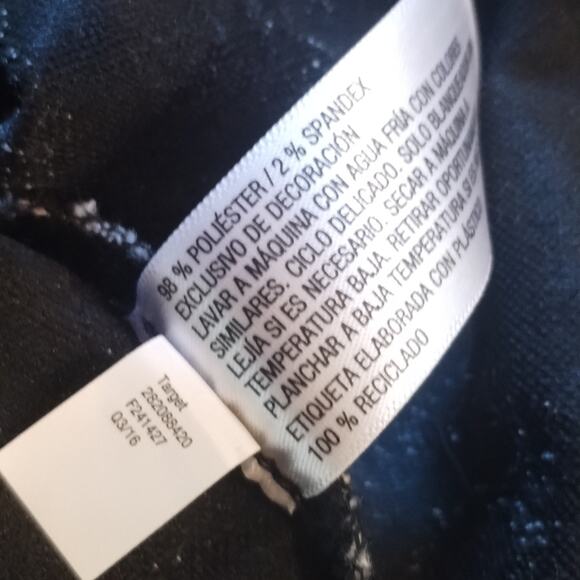 98 % POLIÉSTER / 2 % SPANDEX
EXCLUSIVO DE DECORACIÓN
LAVAR A MÁQUINA CON AGUA FRÍA CON COLORES
SIMILARES. CICLO DELICADO. SOLO BLANQUEADOR
LEJÍA SI ES NECESARIO. SECAR A MÁQUINA A
TEMPERATURA BAJA. RETIRAR
PLANCHAR A BAJA TEMPERATURA SI ES
ETIQUETA ELABORADA CON PLÁSTICO
100 % RECICLADO
Target
282088420
F241427
03/16